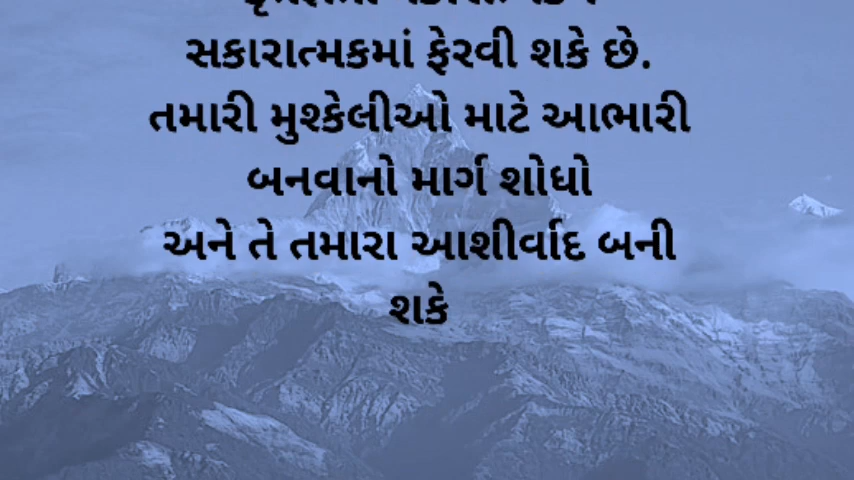 સકારાત્મકમાં ફેરવી શકે છે.
તમારી મુશ્કેલીઓ માટે આભારી
બનવાનો માર્ગ શોધો
અને તે તમારા આશીર્વાદ બની
શકે